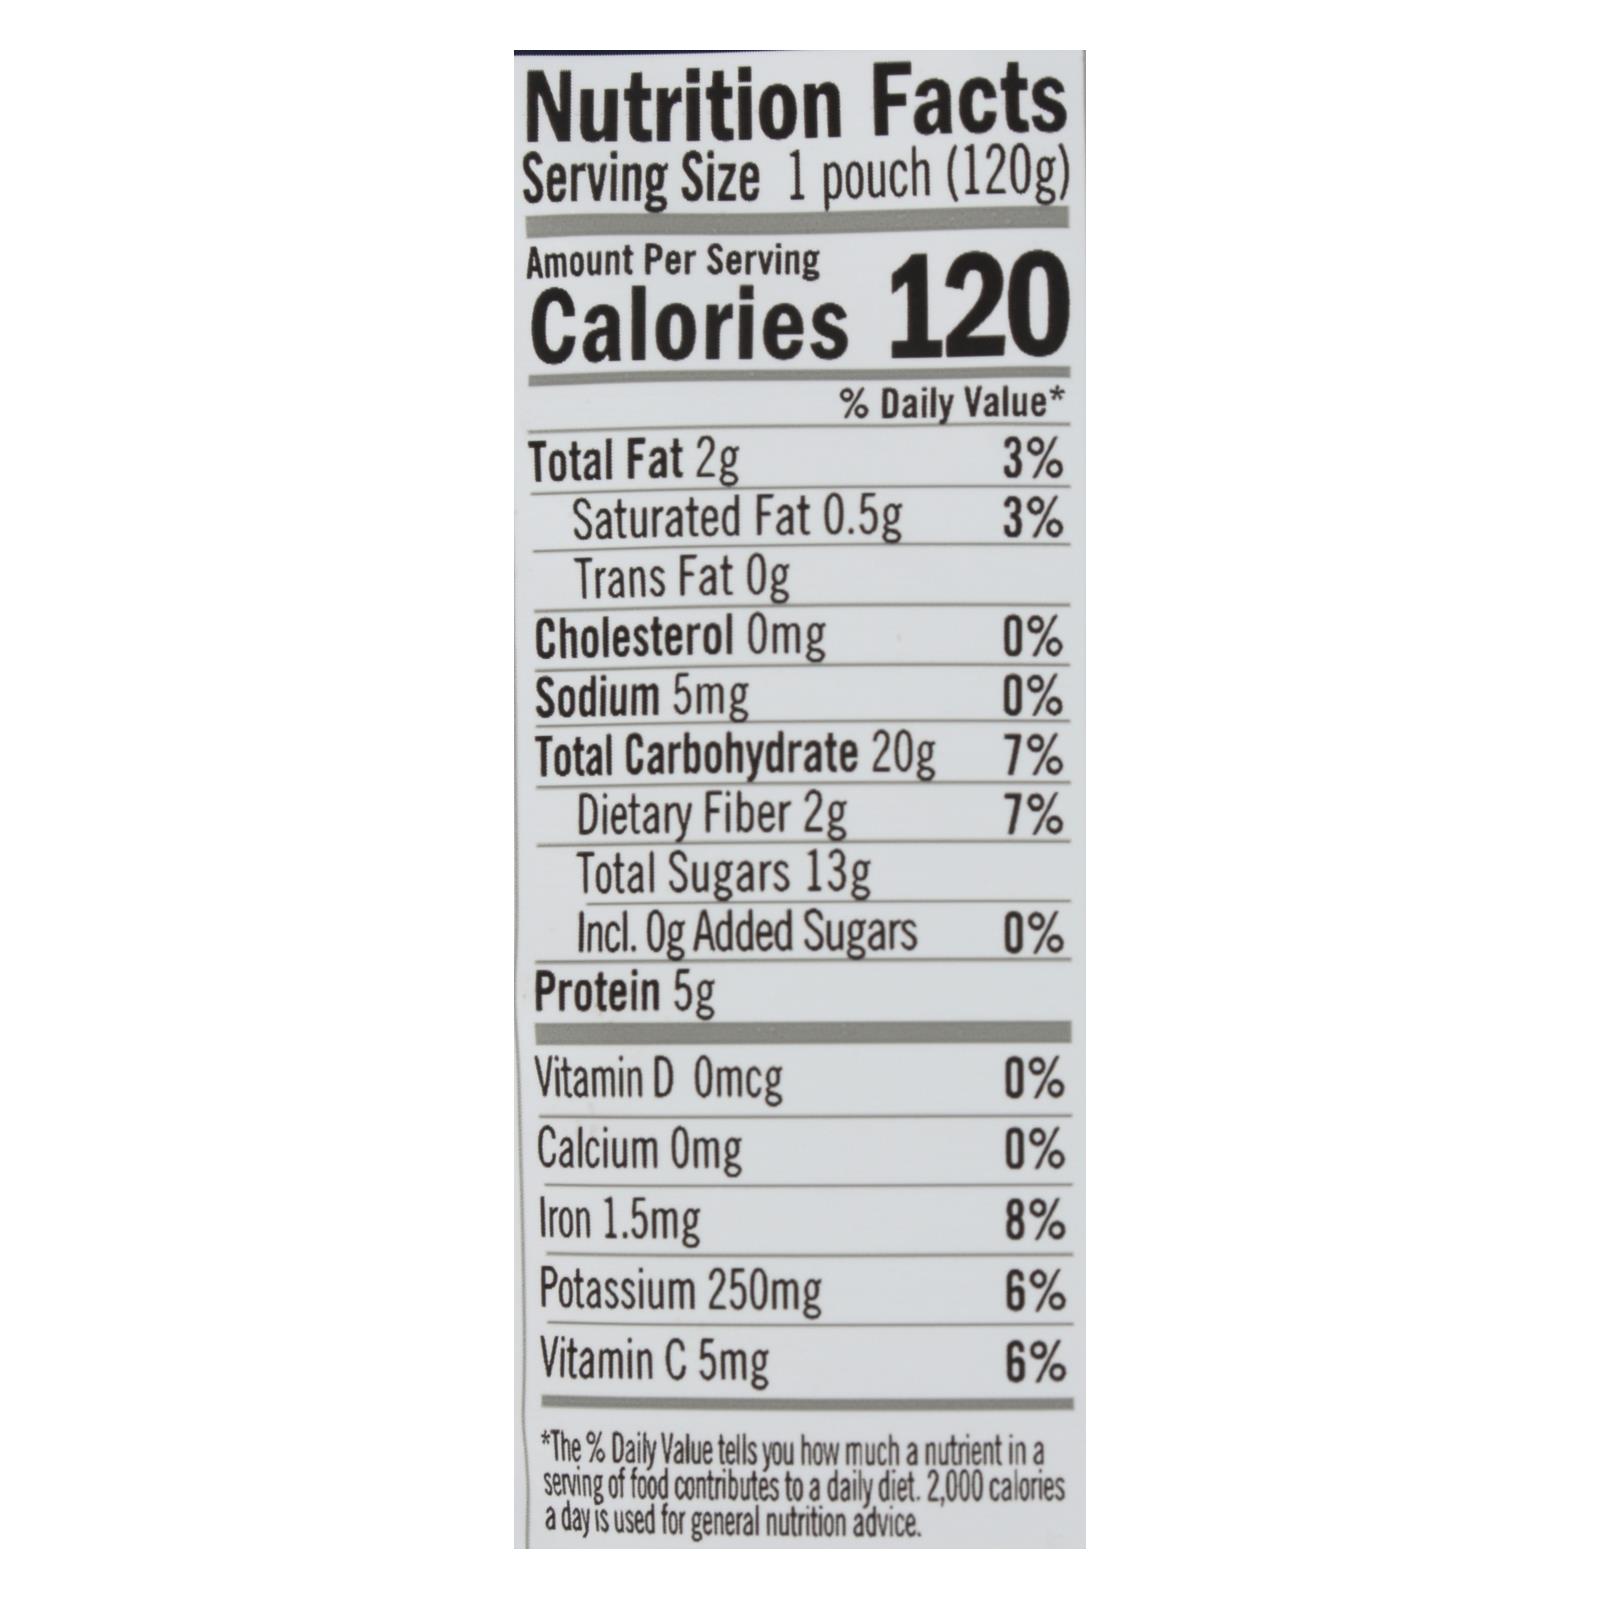 Nutrition Facts
Serving Size 1 pouch (120g)
Amount Per Serving
Calories 120
% Daily Value*
Total Fat 2g 3%
Saturated Fat 0.5g 3%
Trans Fat 0g
Cholesterol 0mg 0%
Sodium 5mg 0%
Total Carbohydrate 20g 7%
Dietary Fiber 2g 7%
Total Sugars 13g
Incl. 0g Added Sugars 0%
Protein 5g
Vitamin D 0mcg 0%
Calcium 0mg 0%
Iron 1.5mg 8%
Potassium 250mg 6%
Vitamin C 5mg 6%
*The % Daily Value tells you how much a nutrient in a
serving of food contributes to a daily diet. 2,000 calories
a day is used for general nutrition advice.